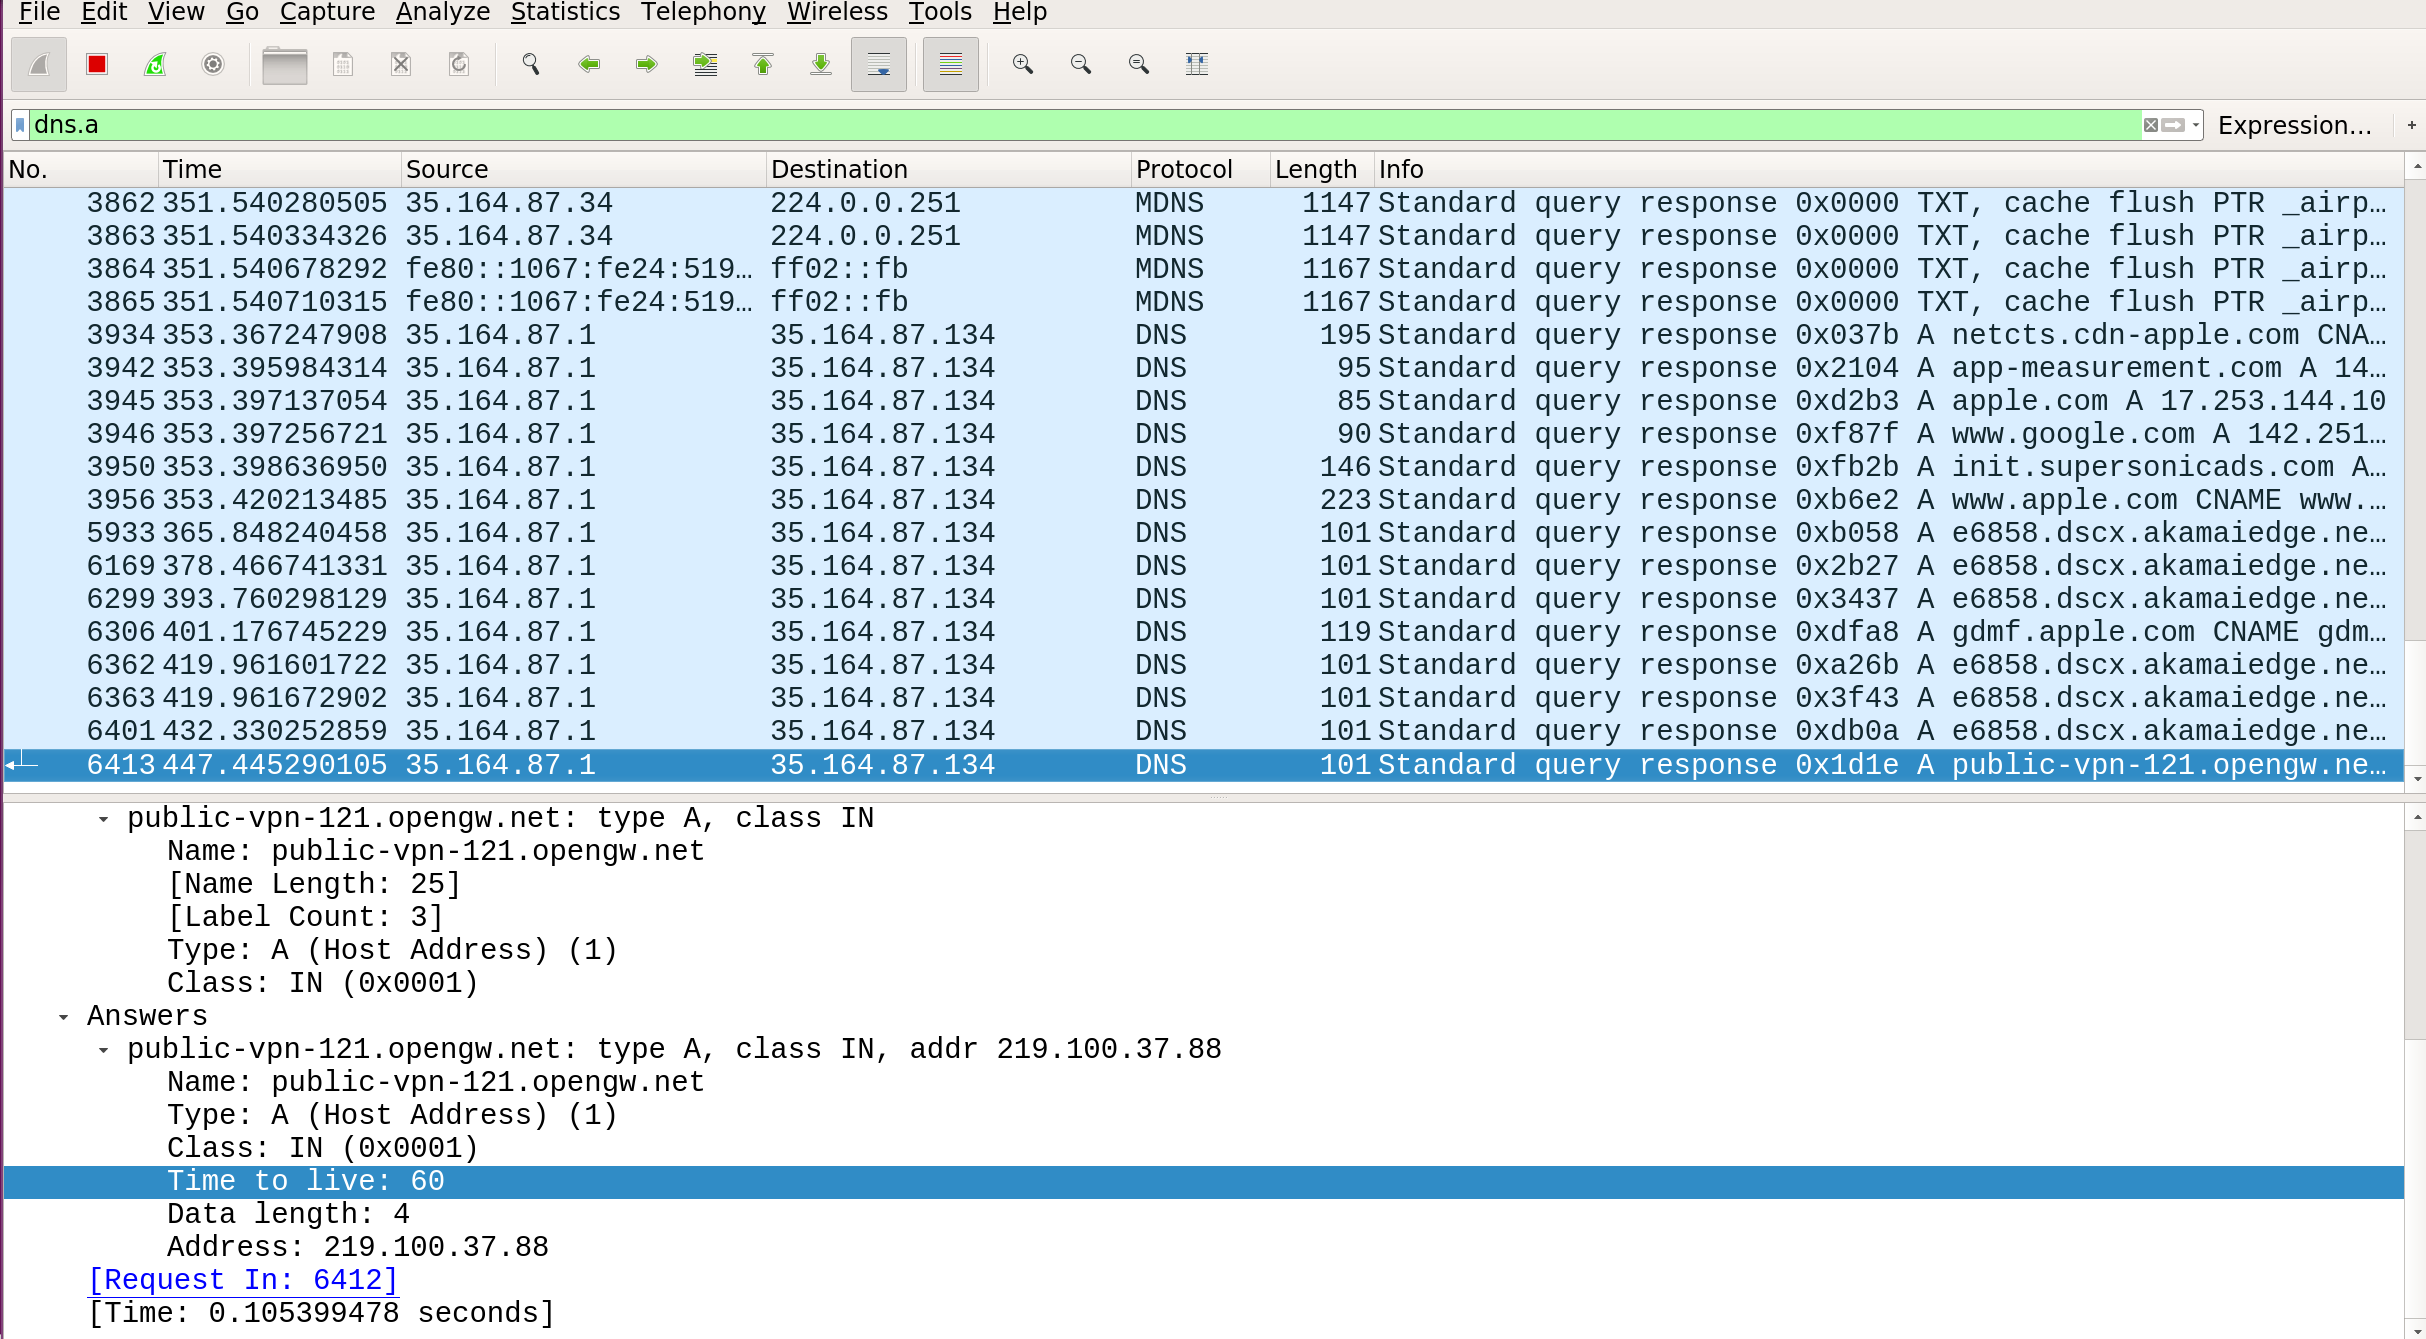 File Edit View Go Capture Analyze Statistics Telephony Wireless Tools Help
dns.a Expression… +
No. Time Source Destination Protocol Length Info
3862 351.540280505 35.164.87.34 224.0.0.251 MDNS 1147 Standard query response 0x0000 TXT, cache flush PTR _airp…
3863 351.540334326 35.164.87.34 224.0.0.251 MDNS 1147 Standard query response 0x0000 TXT, cache flush PTR _airp…
3864 351.540678292 fe80::1067:fe24:519… ff02::fb MDNS 1167 Standard query response 0x0000 TXT, cache flush PTR _airp…
3865 351.540710315 fe80::1067:fe24:519… ff02::fb MDNS 1167 Standard query response 0x0000 TXT, cache flush PTR _airp…
3934 353.367247908 35.164.87.1 35.164.87.134 DNS 195 Standard query response 0x037b A netcts.cdn-apple.com CNA…
3942 353.395984314 35.164.87.1 35.164.87.134 DNS 95 Standard query response 0x2104 A app-measurement.com A 14…
3945 353.397137054 35.164.87.1 35.164.87.134 DNS 85 Standard query response 0xd2b3 A apple.com A 17.253.144.10
3946 353.397256721 35.164.87.1 35.164.87.134 DNS 90 Standard query response 0xf87f A www.google.com A 142.251…
3950 353.398636950 35.164.87.1 35.164.87.134 DNS 146 Standard query response 0xfb2b A init.supersonicads.com A…
3956 353.420213485 35.164.87.1 35.164.87.134 DNS 223 Standard query response 0xb6e2 A www.apple.com CNAME www.…
5933 365.848240458 35.164.87.1 35.164.87.134 DNS 101 Standard query response 0xb058 A e6858.dscx.akamaiedge.ne…
6169 378.466741331 35.164.87.1 35.164.87.134 DNS 101 Standard query response 0x2b27 A e6858.dscx.akamaiedge.ne…
6299 393.760298129 35.164.87.1 35.164.87.134 DNS 101 Standard query response 0x3437 A e6858.dscx.akamaiedge.ne…
6306 401.176745229 35.164.87.1 35.164.87.134 DNS 119 Standard query response 0xdfa8 A gdmf.apple.com CNAME gdm…
6362 419.961601722 35.164.87.1 35.164.87.134 DNS 101 Standard query response 0xa26b A e6858.dscx.akamaiedge.ne…
6363 419.961672902 35.164.87.1 35.164.87.134 DNS 101 Standard query response 0x3f43 A e6858.dscx.akamaiedge.ne…
6401 432.330252859 35.164.87.1 35.164.87.134 DNS 101 Standard query response 0xdb0a A e6858.dscx.akamaiedge.ne…
6413 447.445290105 35.164.87.1 35.164.87.134 DNS 101 Standard query response 0x1d1e A public-vpn-121.opengw.ne…
public-vpn-121.opengw.net: type A, class IN
Name: public-vpn-121.opengw.net
[Name Length: 25]
[Label Count: 3]
Type: A (Host Address) (1)
Class: IN (0x0001)
Answers
public-vpn-121.opengw.net: type A, class IN, addr 219.100.37.88
Name: public-vpn-121.opengw.net
Type: A (Host Address) (1)
Class: IN (0x0001)
Time to live: 60
Data length: 4
Address: 219.100.37.88
[Request In: 6412]
[Time: 0.105399478 seconds]